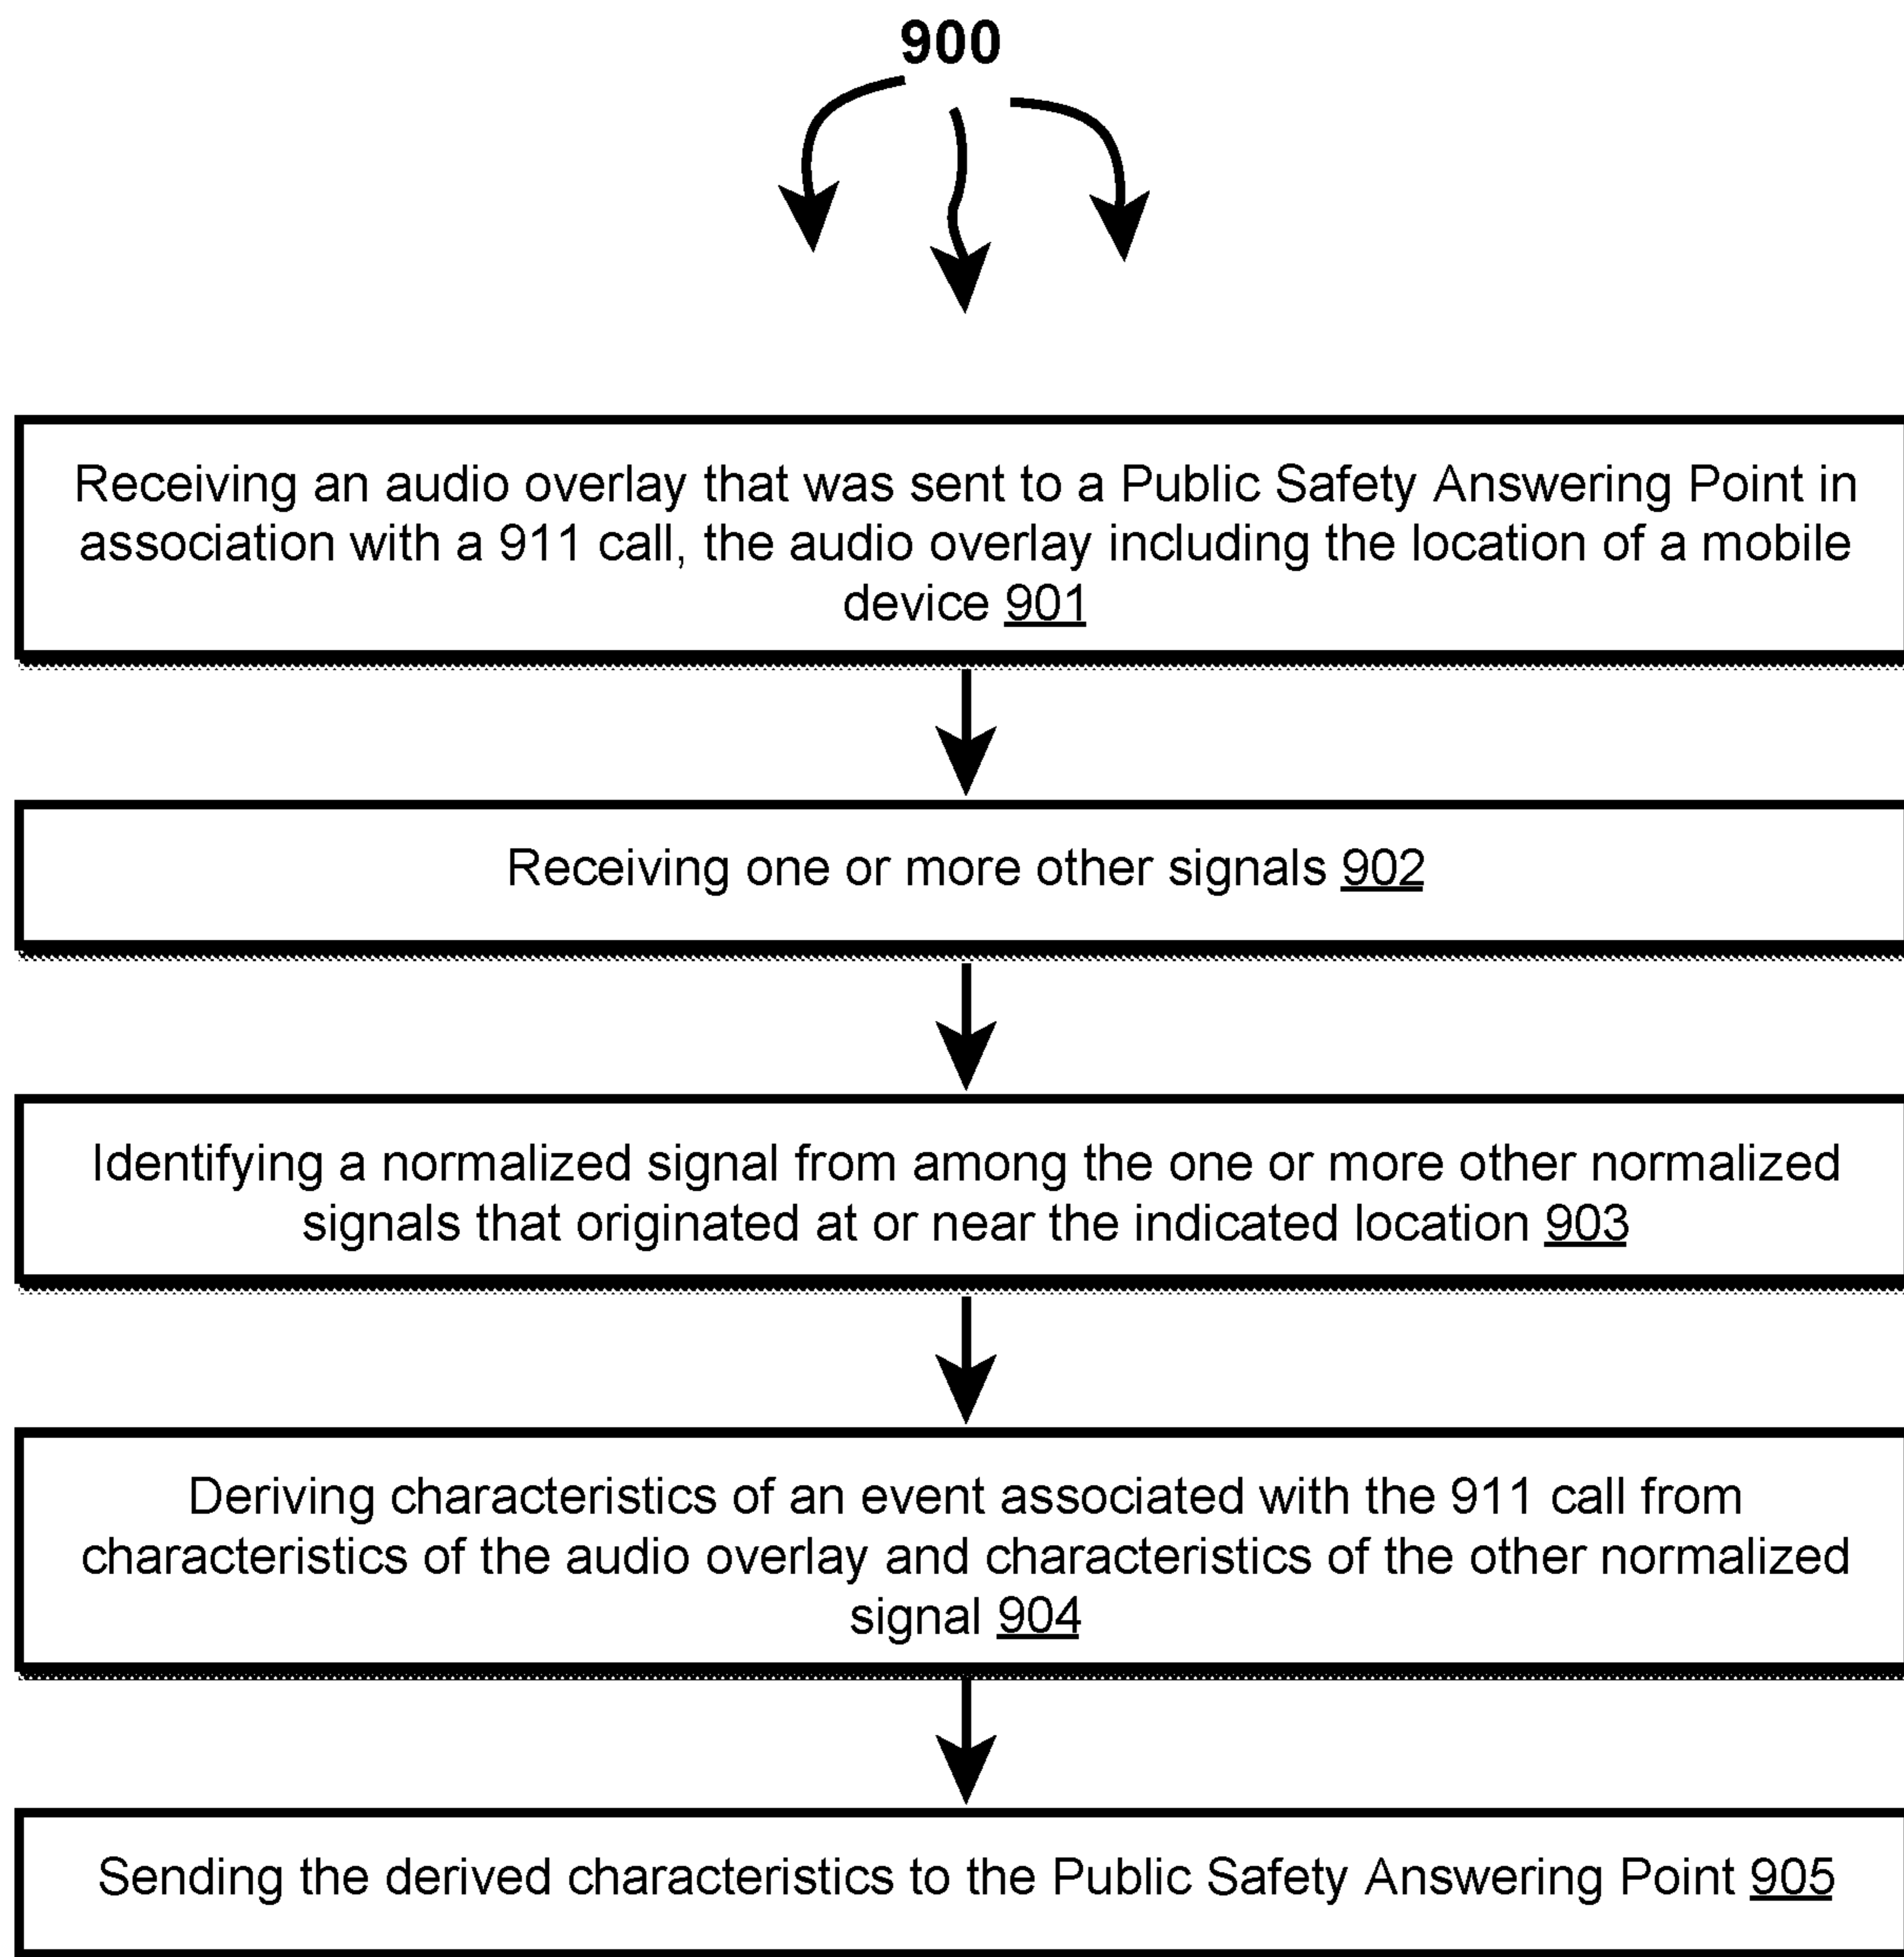 900
Receiving an audio overlay that was sent to a Public Safety Answering Point in
association with a 911 call, the audio overlay including the location of a mobile
device 901
Receiving one or more other signals 902
Identifying a normalized signal from among the one or more other normalized
signals that originated at or near the indicated location 903
Deriving characteristics of an event associated with the 911 call from
characteristics of the audio overlay and characteristics of the other normalized
signal 904
Sending the derived characteristics to the Public Safety Answering Point 905